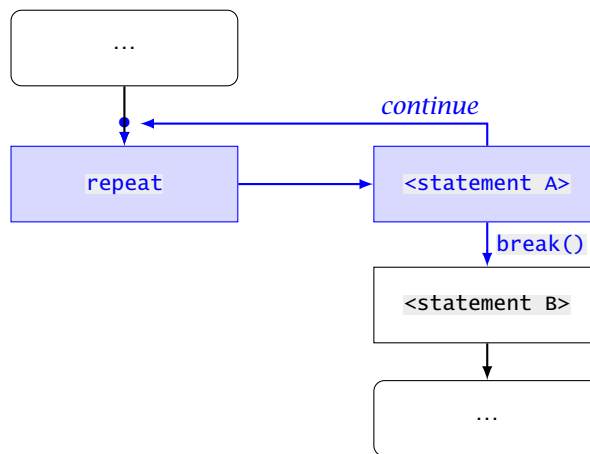 ...
continue
repeat
<statement A>
break()
<statement B>
...